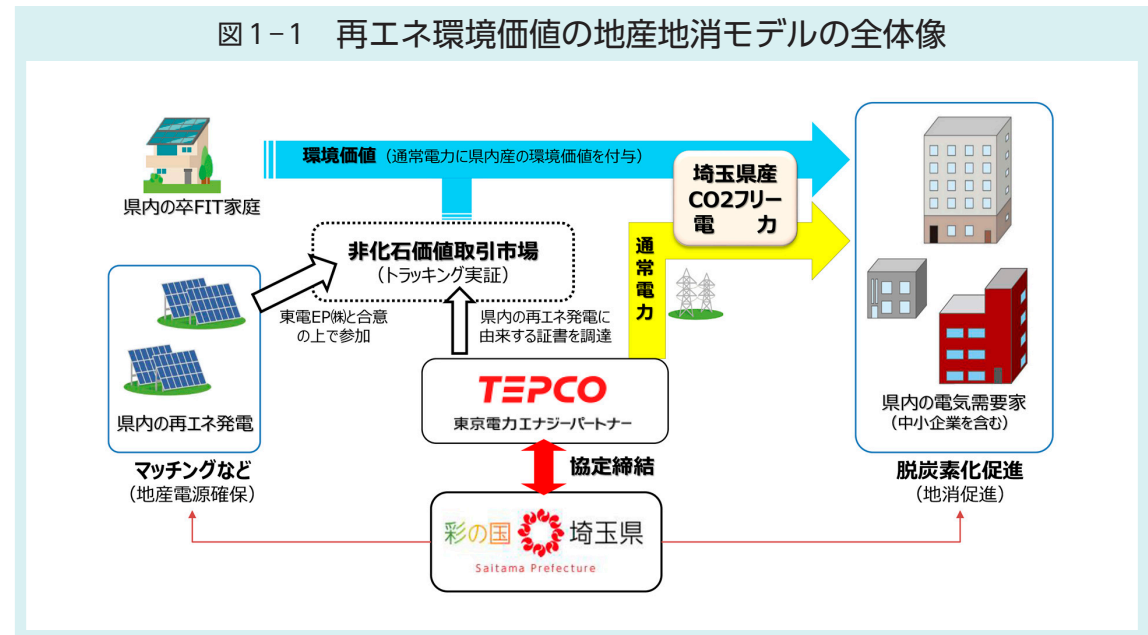 図1-1 再エネ環境価値の地産地消モデルの全体像
環境価値（通常電力に県内産の環境価値を付与）
県内の卒FIT家庭
埼玉県産
CO2フリー
電 力
非化石価値取引市場
（トラッキング実証）
通常電力
東電EP㈱と合意
の上で参加
県内の再エネ発電に
由来する証書を調達
県内の再エネ発電
TEPCO
東京電力エナジーパートナー
県内の電気需要家
（中小企業を含む）
マッチングなど
（地産電源確保）
協定締結
脱炭素化促進
（地消促進）
彩の国 埼玉県
Saitama Prefecture